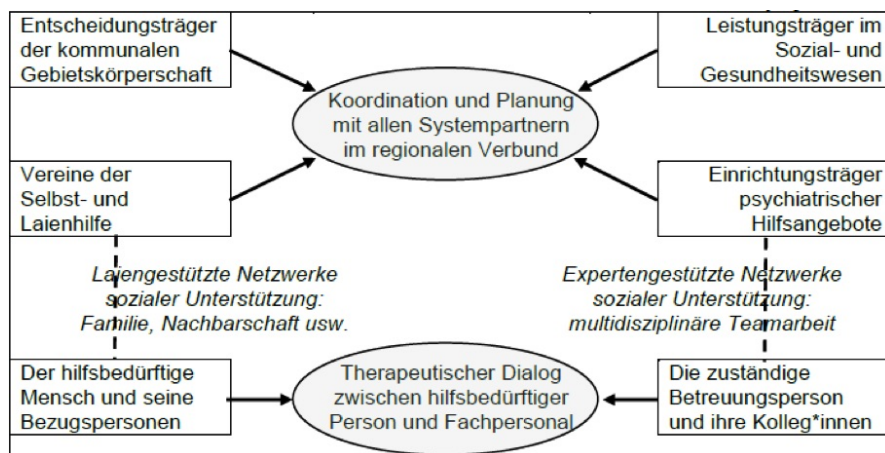 Entscheidungsträger
der kommunalen
Gebietskörperschaft
Leistungsträger im
Sozial- und
Gesundheitswesen
Koordination und Planung
mit allen Systempartnern
im regionalen Verbund
Vereine der
Selbst- und
Laienhilfe
Einrichtungsträger
psychiatrischer
Hilfsangebote
Laiengestützte Netzwerke
sozialer Unterstützung:
Familie, Nachbarschaft usw.
Expertengestützte Netzwerke
sozialer Unterstützung:
multidisziplinäre Teamarbeit
Der hilfsbedürftige
Mensch und seine
Bezugspersonen
Therapeutischer Dialog
zwischen hilfsbedürftiger
Person und Fachpersonal
Die zuständige
Betreuungsperson
und ihre Kolleg*innen